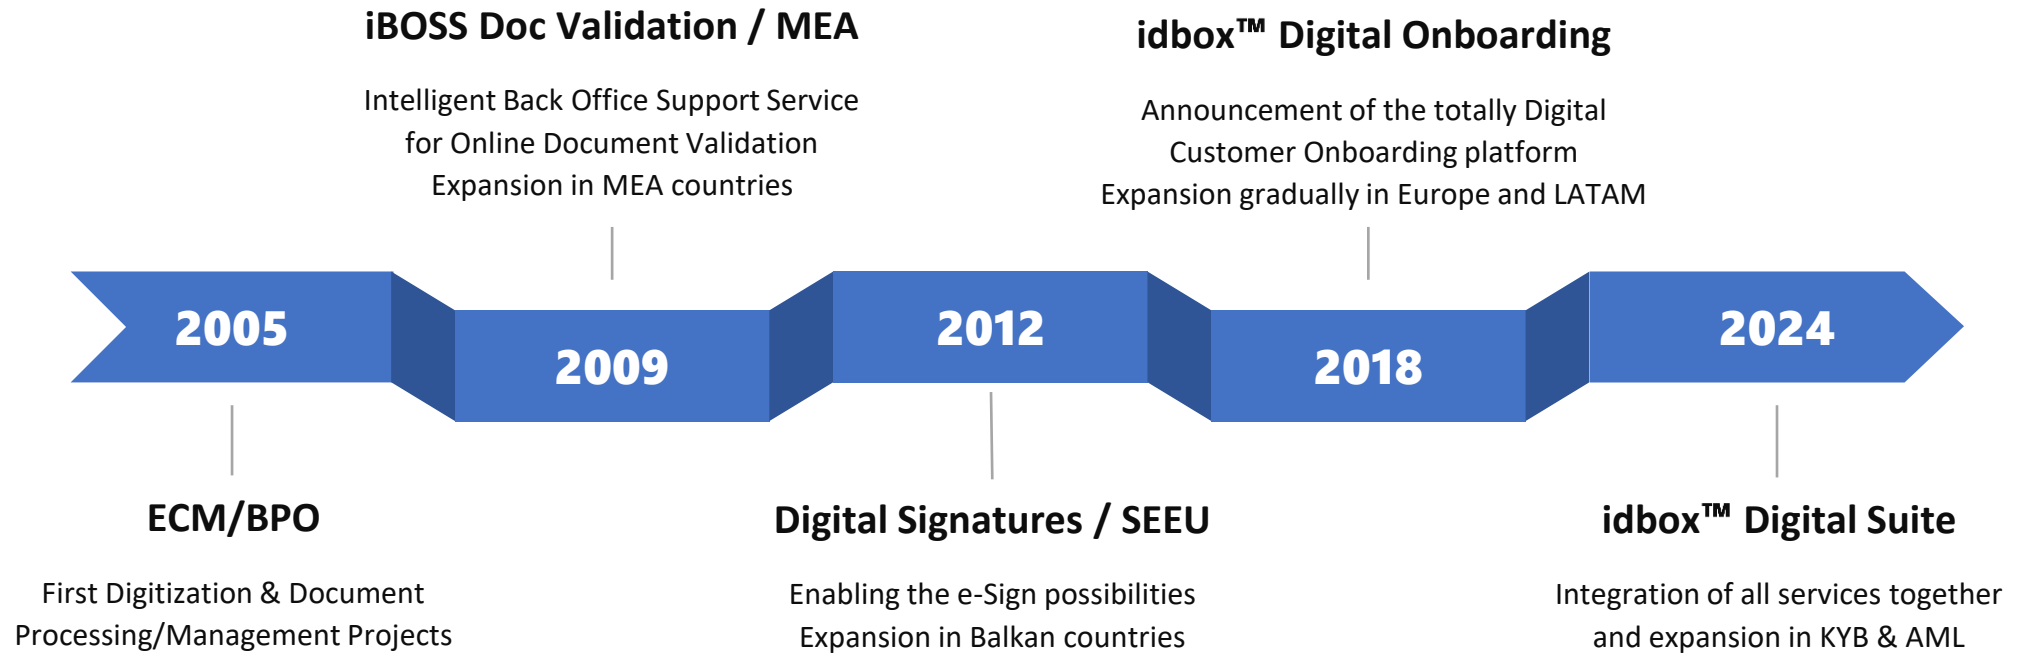 iBOSS Doc Validation / MEA
Intelligent Back Office Support Service
for Online Document Validation
Expansion in MEA countries
idbox™ Digital Onboarding
Announcement of the totally Digital
Customer Onboarding platform
Expansion gradually in Europe and LATAM
2005
2009
2012
2018
2024
ECM/BPO
First Digitization & Document
Processing/Management Projects
Digital Signatures / SEEU
Enabling the e-Sign possibilities
Expansion in Balkan countries
idbox™ Digital Suite
Integration of all services together
and expansion in KYB & AML